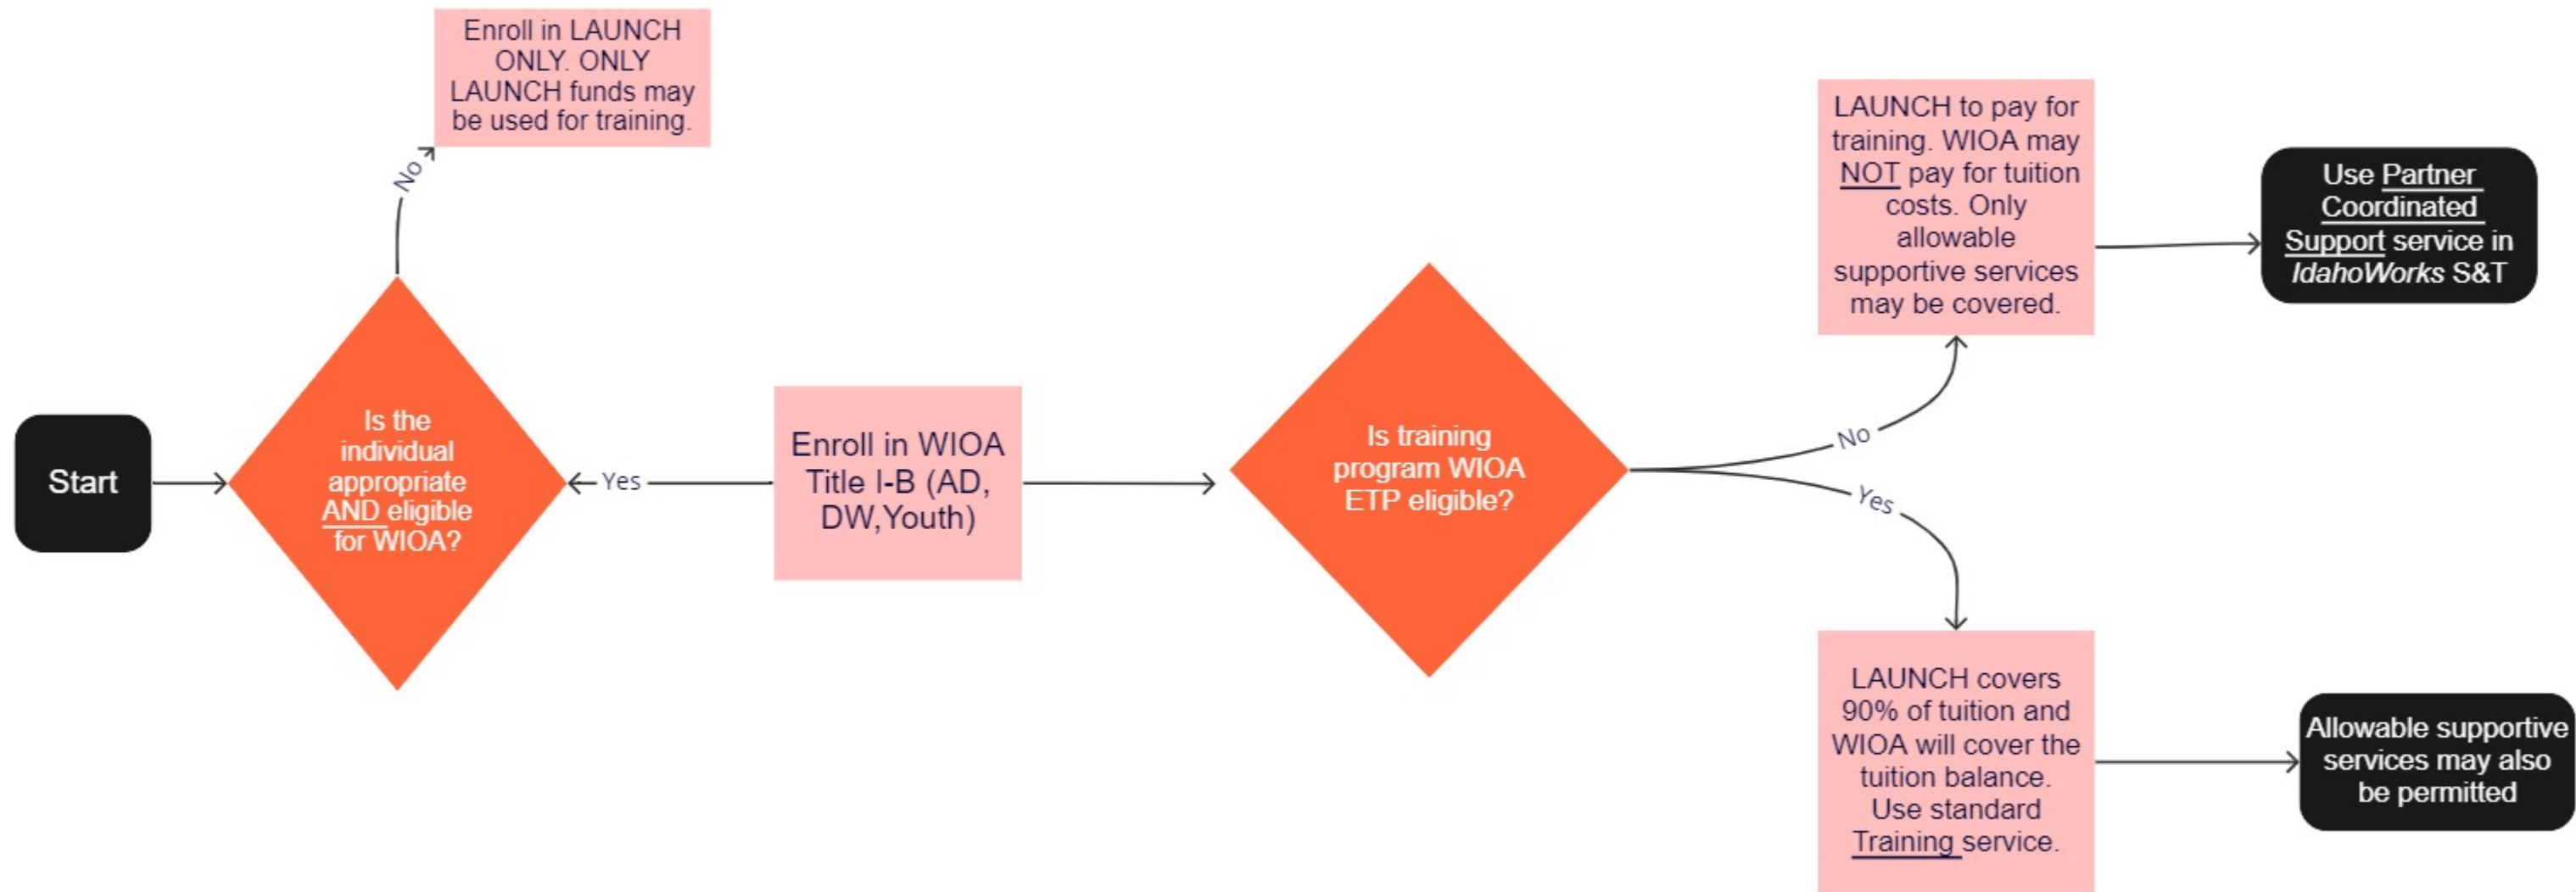 Start
Is the
individual
appropriate
AND eligible
for WIOA?
No
Enroll in LAUNCH
ONLY. ONLY
LAUNCH funds may
be used for training.
Yes
Enroll in WIOA
Title I-B (AD,
DW,Youth)
Is training
program WIOA
ETP eligible?
No
LAUNCH to pay for
training. WIOA may
NOT pay for tuition
costs. Only
allowable
supportive services
may be covered.
Use Partner
Coordinated
Support service in
IdahoWorks S&T
Yes
LAUNCH covers
90% of tuition and
WIOA will cover the
tuition balance.
Use standard
Training service.
Allowable supportive
services may also
be permitted